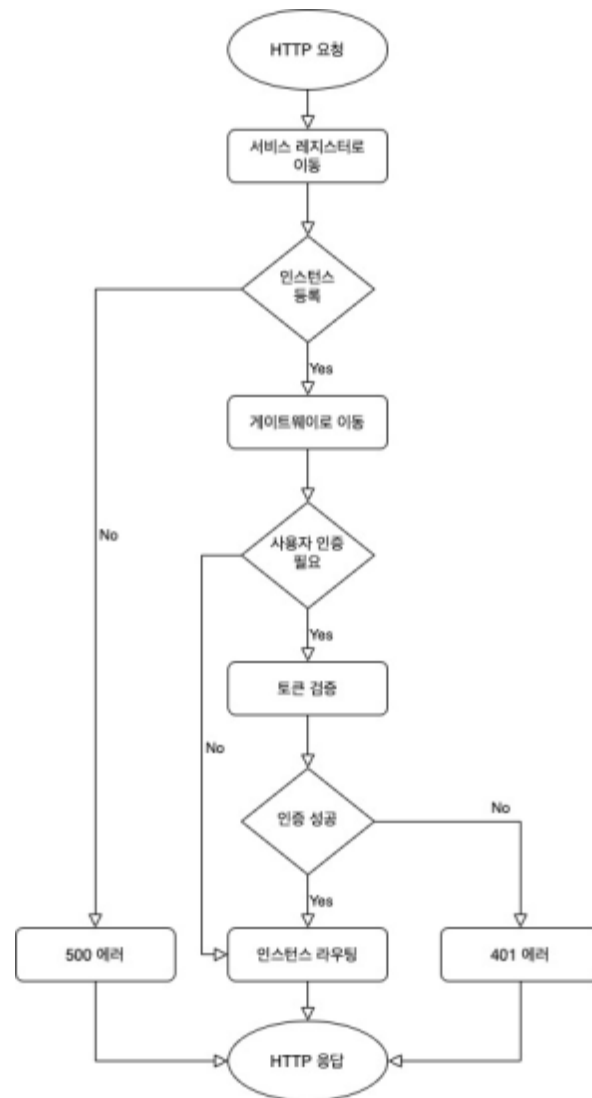 HTTP 요청
서비스 레지스터로
이동
인스턴스
등록
Yes
게이트웨이로 이동
No
사용자 인증
필요
Yes
토큰 검증
No
인증 성공
No
Yes
500 에러
인스턴스 라우팅
401 에러
HTTP 응답